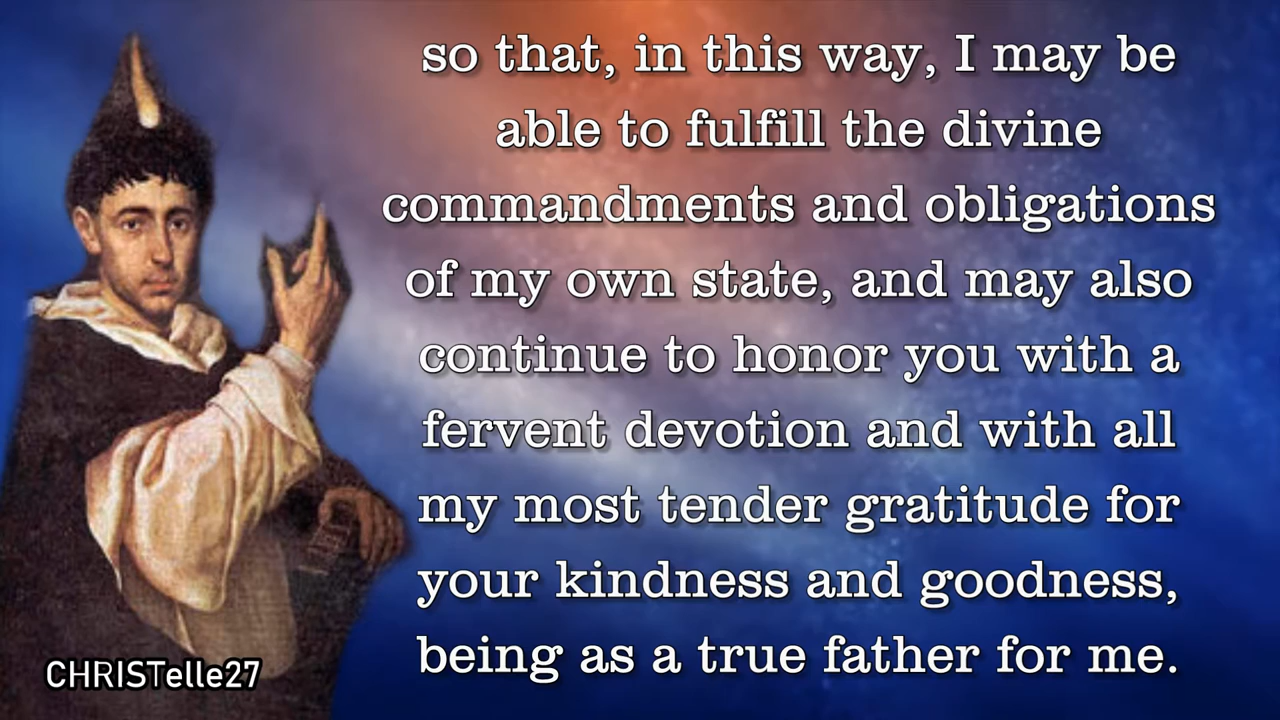 so that, in this way, I may be
able to fulfill the divine
commandments and obligations
of my own state, and may also
continue to honor you with a
fervent devotion and with all
my most tender gratitude for
your kindness and goodness,
being as a true father for me.
CHRISTelle27